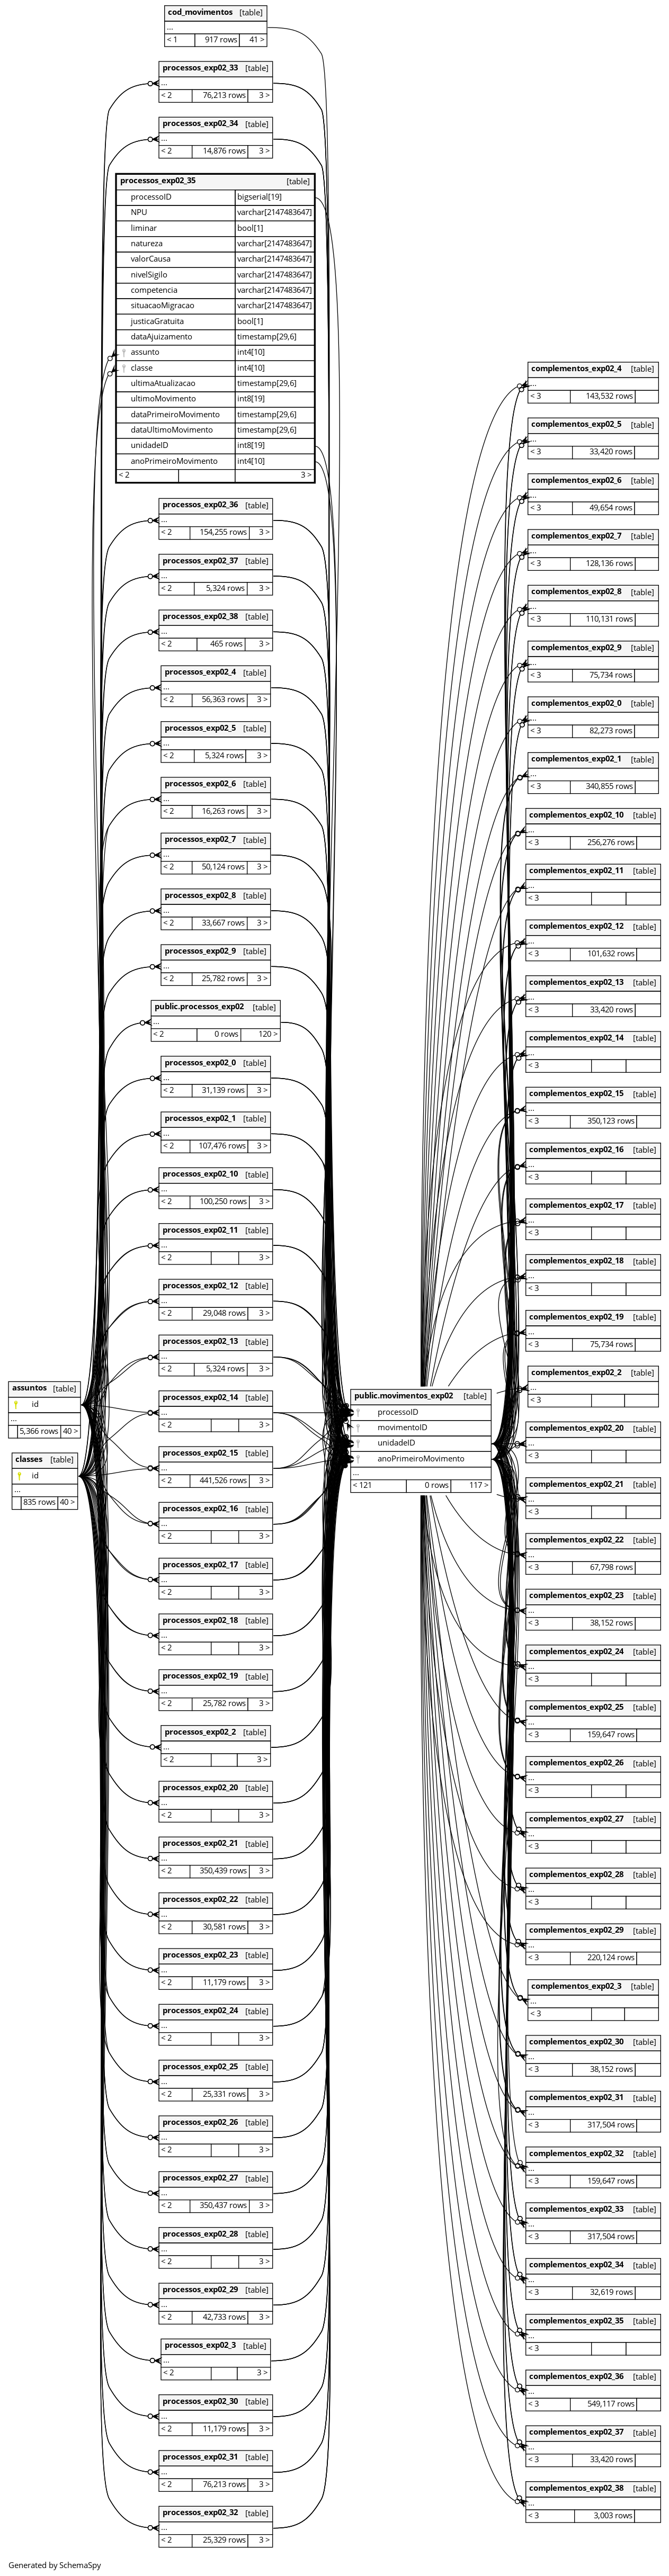 cod_movimentos [table]
...
< 1 917 rows 41 >
processos_exp02_33 [table]
...
< 2 76,213 rows 3 >
processos_exp02_34 [table]
...
< 2 14,876 rows 3 >
processos_exp02_35 [table]
processoID bigserial[19]
NPU varchar[2147483647]
liminar bool[1]
natureza varchar[2147483647]
valorCausa varchar[2147483647]
nivelSigilo varchar[2147483647]
competencia varchar[2147483647]
situacaoMigracao varchar[2147483647]
justicaGratuita bool[1]
dataAjuizamento timestamp[29,6]
assunto int4[10]
classe int4[10]
ultimaAtualizacao timestamp[29,6]
ultimoMovimento int8[19]
dataPrimeiroMovimento timestamp[29,6]
dataUltimoMovimento timestamp[29,6]
unidadeID int8[19]
anoPrimeiroMovimento int4[10]
< 2 3 >
processos_exp02_36 [table]
...
< 2 154,255 rows 3 >
processos_exp02_37 [table]
...
< 2 5,324 rows 3 >
processos_exp02_38 [table]
...
< 2 465 rows 3 >
processos_exp02_4 [table]
...
< 2 56,363 rows 3 >
processos_exp02_5 [table]
...
< 2 5,324 rows 3 >
processos_exp02_6 [table]
...
< 2 16,263 rows 3 >
processos_exp02_7 [table]
...
< 2 50,124 rows 3 >
processos_exp02_8 [table]
...
< 2 33,667 rows 3 >
processos_exp02_9 [table]
...
< 2 25,782 rows 3 >
public.processos_exp02 [table]
...
< 2 0 rows 120 >
processos_exp02_0 [table]
...
< 2 31,139 rows 3 >
processos_exp02_1 [table]
...
< 2 107,476 rows 3 >
processos_exp02_10 [table]
...
< 2 100,250 rows 3 >
processos_exp02_11 [table]
...
< 2 3 >
processos_exp02_12 [table]
...
< 2 29,048 rows 3 >
processos_exp02_13 [table]
...
< 2 5,324 rows 3 >
processos_exp02_14 [table]
...
< 2 3 >
processos_exp02_15 [table]
...
< 2 441,526 rows 3 >
processos_exp02_16 [table]
...
< 2 3 >
processos_exp02_17 [table]
...
< 2 3 >
processos_exp02_18 [table]
...
< 2 3 >
processos_exp02_19 [table]
...
< 2 25,782 rows 3 >
processos_exp02_2 [table]
...
< 2 3 >
processos_exp02_20 [table]
...
< 2 3 >
processos_exp02_21 [table]
...
< 2 350,439 rows 3 >
processos_exp02_22 [table]
...
< 2 30,581 rows 3 >
processos_exp02_23 [table]
...
< 2 11,179 rows 3 >
processos_exp02_24 [table]
...
< 2 3 >
processos_exp02_25 [table]
...
< 2 25,331 rows 3 >
processos_exp02_26 [table]
...
< 2 3 >
processos_exp02_27 [table]
...
< 2 350,437 rows 3 >
processos_exp02_28 [table]
...
< 2 3 >
processos_exp02_29 [table]
...
< 2 42,733 rows 3 >
processos_exp02_3 [table]
...
< 2 3 >
processos_exp02_30 [table]
...
< 2 11,179 rows 3 >
processos_exp02_31 [table]
...
< 2 76,213 rows 3 >
processos_exp02_32 [table]
...
< 2 25,329 rows 3 >
assuntos [table]
id
...
5,366 rows 40 >
classes [table]
id
...
835 rows 40 >
public.movimentos_exp02 [table]
processoID
movimentoID
unidadeID
anoPrimeiroMovimento
...
< 121 0 rows 117 >
complementos_exp02_4 [table]
...
< 3 143,532 rows
complementos_exp02_5 [table]
...
< 3 33,420 rows
complementos_exp02_6 [table]
...
< 3 49,654 rows
complementos_exp02_7 [table]
...
< 3 128,136 rows
complementos_exp02_8 [table]
...
< 3 110,131 rows
complementos_exp02_9 [table]
...
< 3 75,734 rows
complementos_exp02_0 [table]
...
< 3 82,273 rows
complementos_exp02_1 [table]
...
< 3 340,855 rows
complementos_exp02_10 [table]
...
< 3 256,276 rows
complementos_exp02_11 [table]
...
< 3
complementos_exp02_12 [table]
...
< 3 101,632 rows
complementos_exp02_13 [table]
...
< 3 33,420 rows
complementos_exp02_14 [table]
...
< 3
complementos_exp02_15 [table]
...
< 3 350,123 rows
complementos_exp02_16 [table]
...
< 3
complementos_exp02_17 [table]
...
< 3
complementos_exp02_18 [table]
...
< 3
complementos_exp02_19 [table]
...
< 3 75,734 rows
complementos_exp02_2 [table]
...
< 3
complementos_exp02_20 [table]
...
< 3
complementos_exp02_21 [table]
...
< 3
complementos_exp02_22 [table]
...
< 3 67,798 rows
complementos_exp02_23 [table]
...
< 3 38,152 rows
complementos_exp02_24 [table]
...
< 3
complementos_exp02_25 [table]
...
< 3 159,647 rows
complementos_exp02_26 [table]
...
< 3
complementos_exp02_27 [table]
...
< 3
complementos_exp02_28 [table]
...
< 3
complementos_exp02_29 [table]
...
< 3 220,124 rows
complementos_exp02_3 [table]
...
< 3
complementos_exp02_30 [table]
...
< 3 38,152 rows
complementos_exp02_31 [table]
...
< 3 317,504 rows
complementos_exp02_32 [table]
...
< 3 159,647 rows
complementos_exp02_33 [table]
...
< 3 317,504 rows
complementos_exp02_34 [table]
...
< 3 32,619 rows
complementos_exp02_35 [table]
...
< 3
complementos_exp02_36 [table]
...
< 3 549,117 rows
complementos_exp02_37 [table]
...
< 3 33,420 rows
complementos_exp02_38 [table]
...
< 3 3,003 rows
Generated by SchemaSpy